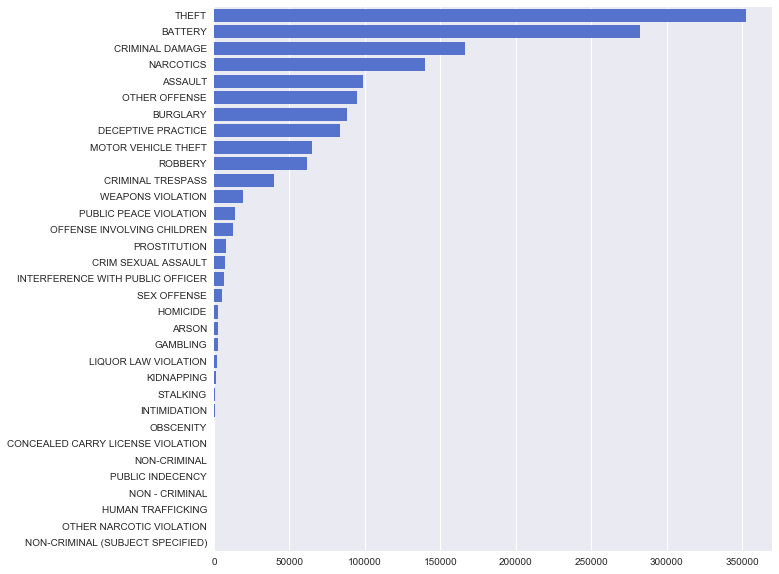 THEFT
BATTERY
CRIMINAL DAMAGE
NARCOTICS
ASSAULT
OTHER OFFENSE
BURGLARY
DECEPTIVE PRACTICE
MOTOR VEHICLE THEFT
ROBBERY
CRIMINAL TRESPASS
WEAPONS VIOLATION
PUBLIC PEACE VIOLATION
OFFENSE INVOLVING CHILDREN
PROSTITUTION
CRIM SEXUAL ASSAULT
INTERFERENCE WITH PUBLIC OFFICER
SEX OFFENSE
HOMICIDE
ARSON
GAMBLING
LIQUOR LAW VIOLATION
KIDNAPPING
STALKING
INTIMIDATION
OBSCENITY
CONCEALED CARRY LICENSE VIOLATION
NON-CRIMINAL
PUBLIC INDECENCY
NON - CRIMINAL
HUMAN TRAFFICKING
OTHER NARCOTIC VIOLATION
NON-CRIMINAL (SUBJECT SPECIFIED)
0 50000 100000 150000 200000 250000 300000 350000